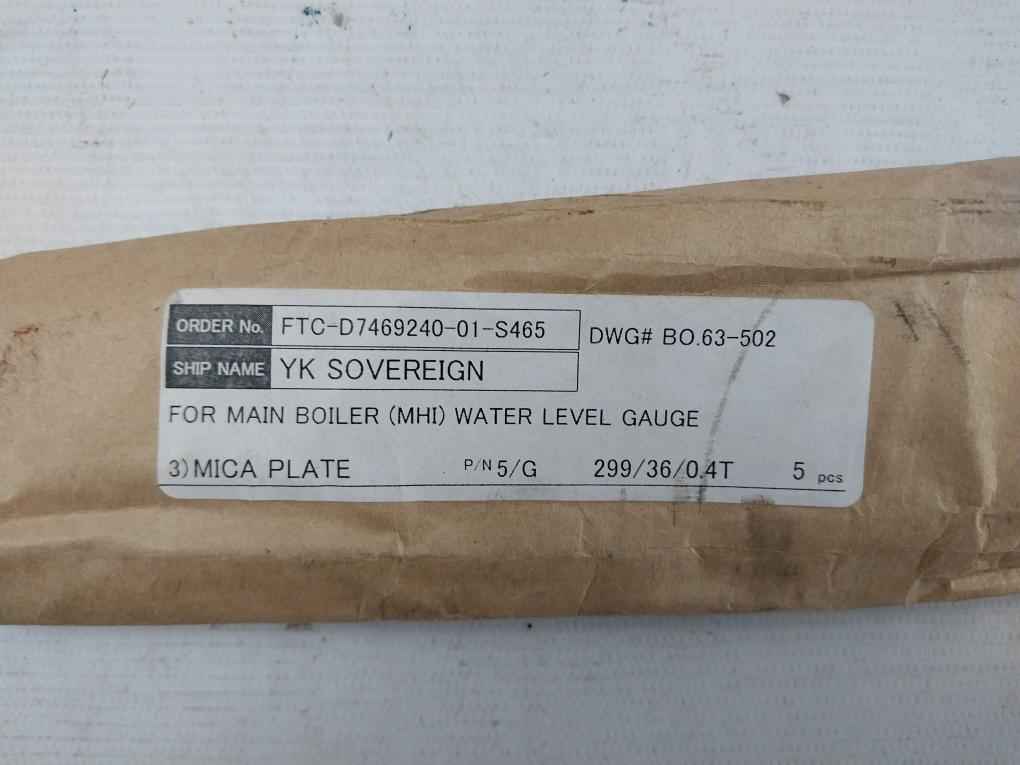 ORDER No. FTC-D7469240-01-S465 DWG# BO.63-502
SHIP NAME YK SOVEREIGN
FOR MAIN BOILER (MHI) WATER LEVEL GAUGE
3) MICA PLATE P/N 5/G 299/36/0.4T 5 pcs